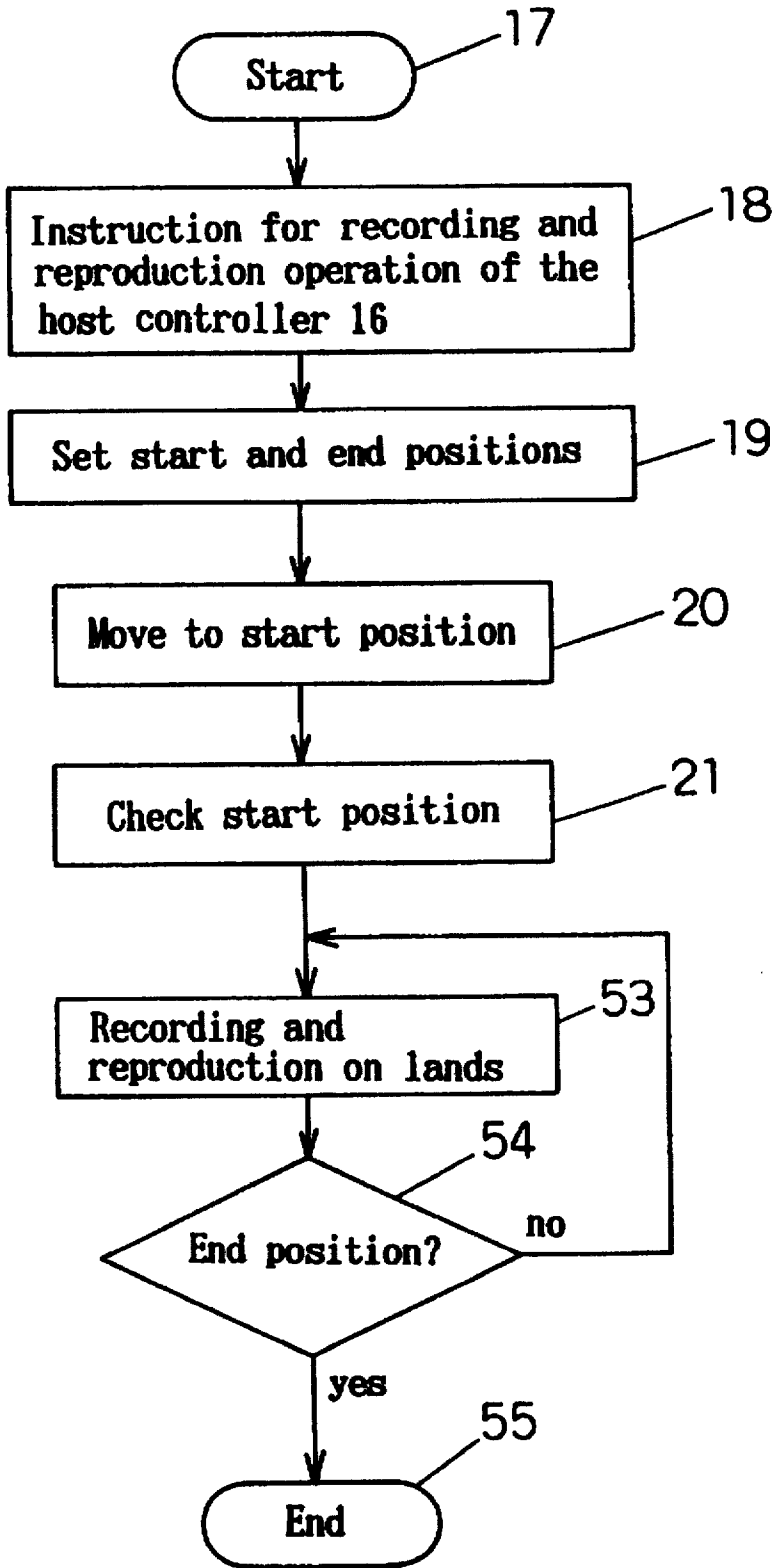 17
Start
18
Instruction for recording and
reproduction operation of the
host controller 16
19
Set start and end positions
20
Move to start position
21
Check start position
53
Recording and
reproduction on lands
54
End position?
no
yes
55
End